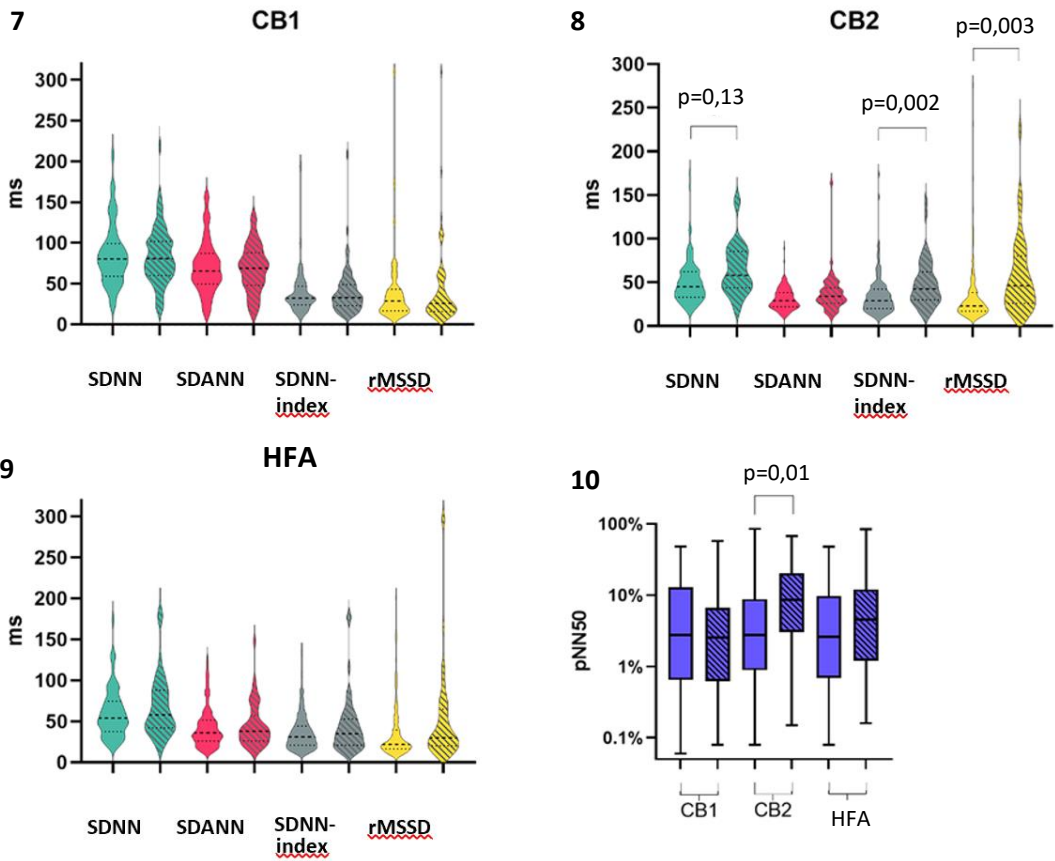 7
CB1
300
250
200
150
100
50
0
ms
SDNN SDANN SDNN- rMSSD
index
8
CB2
p=0,003
p=0,13
p=0,002
300
250
200
150
100
50
0
ms
SDNN SDANN SDNN- rMSSD
index
9
HFA
300
250
200
150
100
50
0
ms
SDNN SDANN SDNN- rMSSD
index
10
p=0,01
100%
10%
1%
0.1%
pNN50
CB1 CB2 HFA